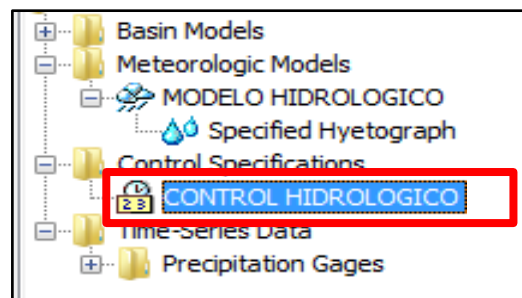 Basin Models
Meteorologic Models
MODELO HIDROLOGICO
Specified Hyetograph
Control Specifications
CONTROL HIDROLOGICO
Time-Series Data
Precipitation Gages